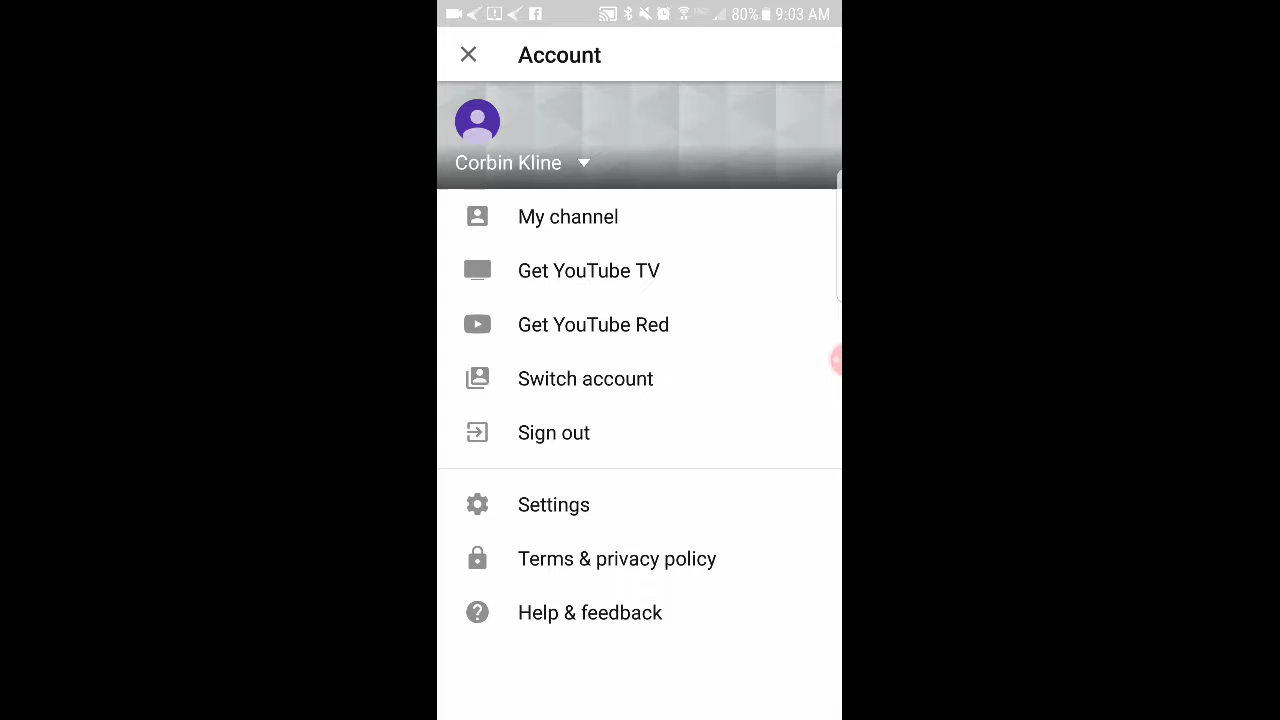 80% 9:03 AM
Account
Corbin Kline
My channel
Get YouTube TV
Get YouTube Red
Switch account
Sign out
Settings
Terms & privacy policy
Help & feedback